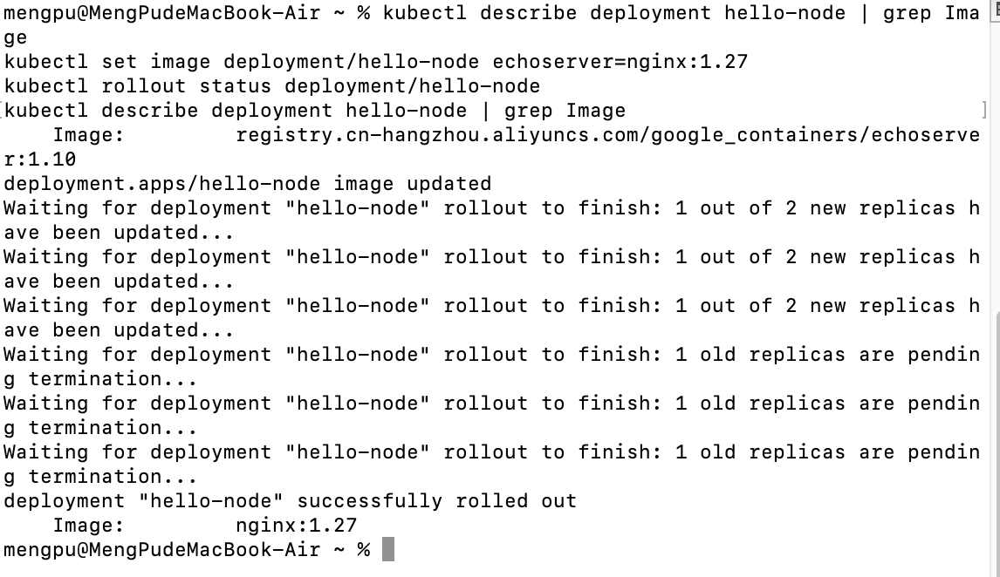 mengpu@MengPudeMacBook-Air ~ % kubectl describe deployment hello-node | grep Ima
ge
kubectl set image deployment/hello-node echoserver=nginx:1.27
kubectl rollout status deployment/hello-node
[kubectl describe deployment hello-node | grep Image ]
    Image:         registry.cn-hangzhou.aliyuncs.com/google_containers/echoserve
r:1.10
deployment.apps/hello-node image updated
Waiting for deployment "hello-node" rollout to finish: 1 out of 2 new replicas h
ave been updated...
Waiting for deployment "hello-node" rollout to finish: 1 out of 2 new replicas h
ave been updated...
Waiting for deployment "hello-node" rollout to finish: 1 out of 2 new replicas h
ave been updated...
Waiting for deployment "hello-node" rollout to finish: 1 old replicas are pendin
g termination...
Waiting for deployment "hello-node" rollout to finish: 1 old replicas are pendin
g termination...
Waiting for deployment "hello-node" rollout to finish: 1 old replicas are pendin
g termination...
deployment "hello-node" successfully rolled out
    Image:         nginx:1.27
mengpu@MengPudeMacBook-Air ~ %